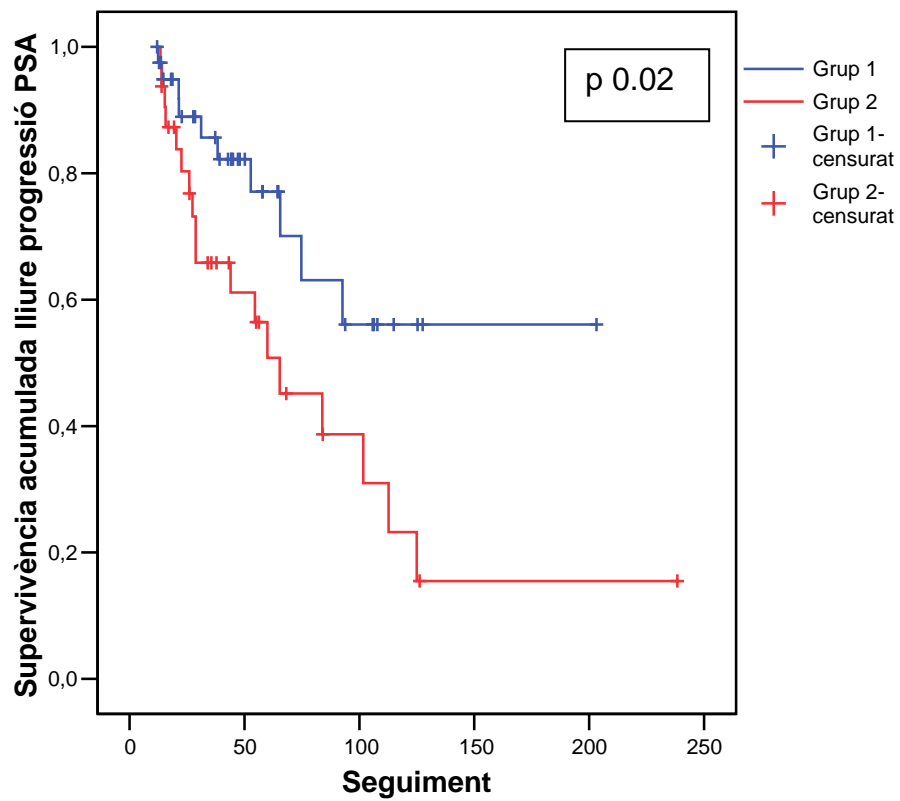 Supervivència acumulada lliure progressió PSA
1,0
0,8
0,6
0,4
0,2
0,0
p 0.02
Grup 1
Grup 2
Grup 1-
censurat
Grup 2-
censurat
0
50
100
150
200
250
Seguiment